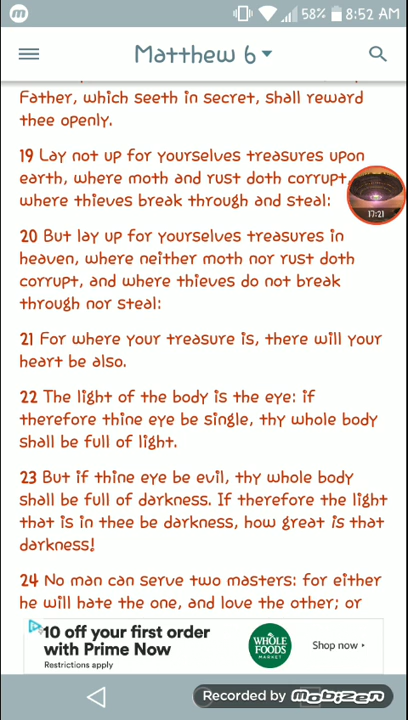 58% 8:52 AM
Matthew 6
Father, which seeth in secret, shall reward
thee openly.
19 Lay not up for yourselves treasures upon
earth, where moth and rust doth corrupt,
where thieves break through and steal:
17:21
20 But lay up for yourselves treasures in
heaven, where neither moth nor rust doth
corrupt, and where thieves do not break
through nor steal:
21 For where your treasure is, there will your
heart be also.
22 The light of the body is the eye: if
therefore thine eye be single, thy whole body
shall be full of light.
23 But if thine eye be evil, thy whole body
shall be full of darkness. If therefore the light
that is in thee be darkness, how great is that
darkness!
24 No man can serve two masters: for either
he will hate the one, and love the other; or
10 off your first order
with Prime Now
Restrictions apply
WHOLE
FOODS
MARKET
Shop now
Recorded by mobizen